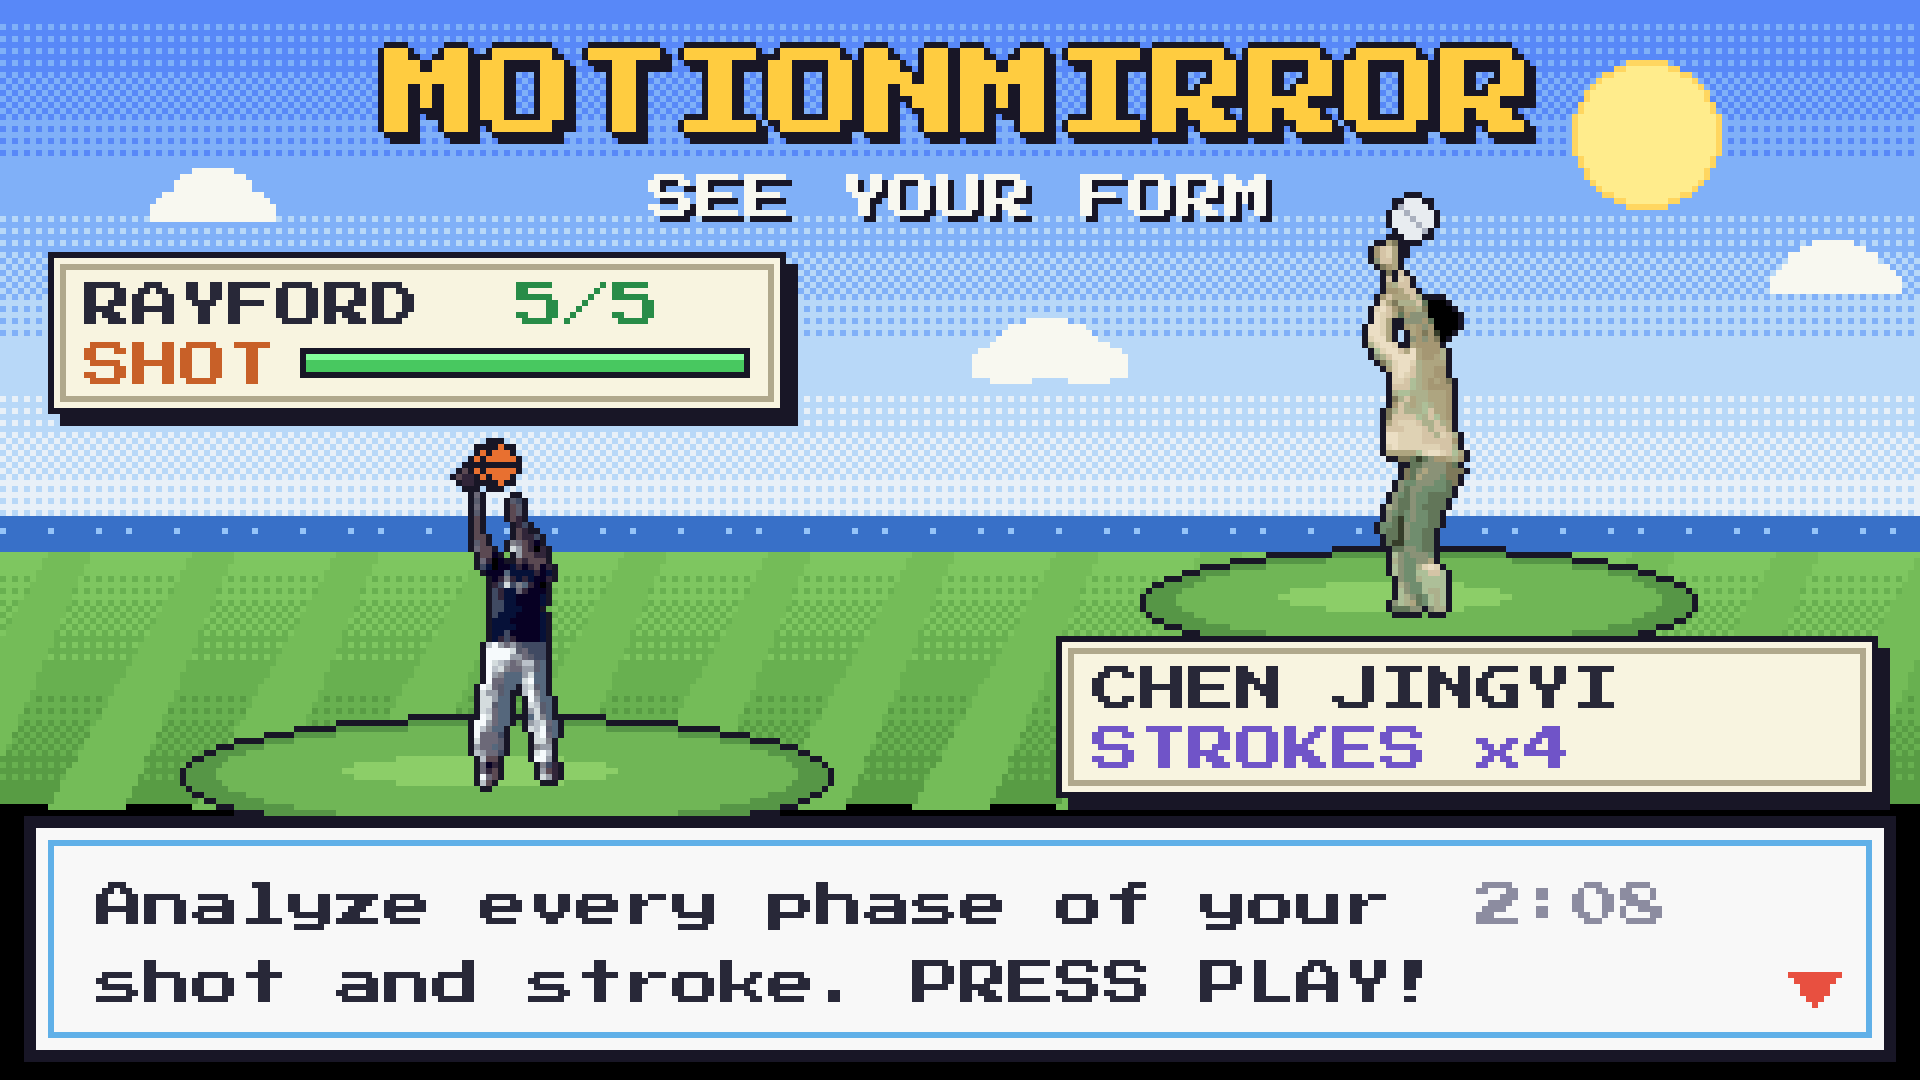 MOTIONMIRROR
SEE YOUR FORM
RAYFORD 5/5
SHOT
CHEN JINGYI
STROKES x4
Analyze every phase of your 2:08
shot and stroke. PRESS PLAY!